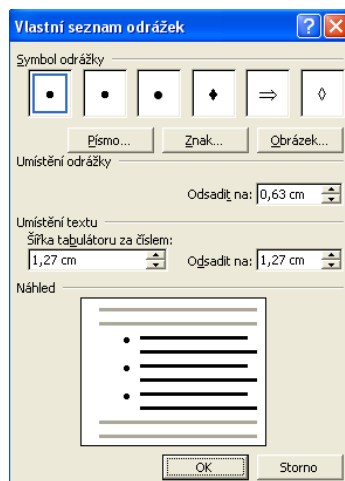 Vlastní seznam odrážek
Symbol odrážky
Písmo... Znak... Obrázek...
Umístění odrážky
Odsadit na: 0,63 cm
Umístění textu
Šířka tabulátoru za číslem:
1,27 cm Odsadit na: 1,27 cm
Náhled
OK Storno